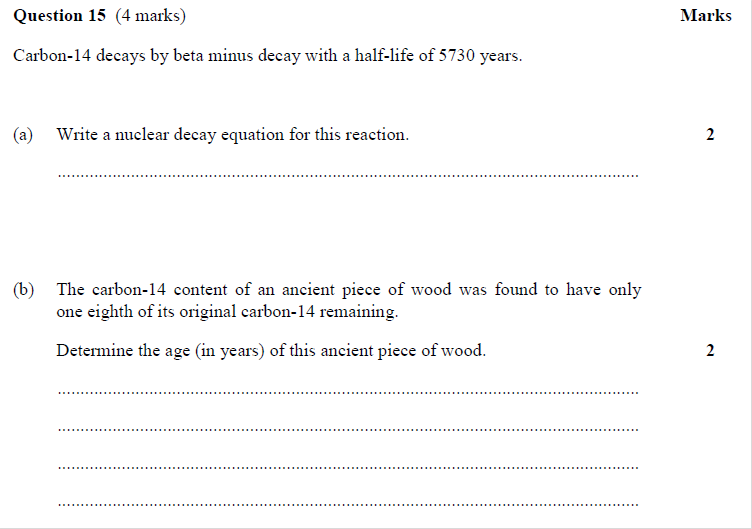 Question 15 (4 marks) Marks
Carbon-14 decays by beta minus decay with a half-life of 5730 years.
(a) Write a nuclear decay equation for this reaction. 2
................................................................................................................................
(b) The carbon-14 content of an ancient piece of wood was found to have only
one eighth of its original carbon-14 remaining.
Determine the age (in years) of this ancient piece of wood. 2
................................................................................................................................
................................................................................................................................
................................................................................................................................
................................................................................................................................